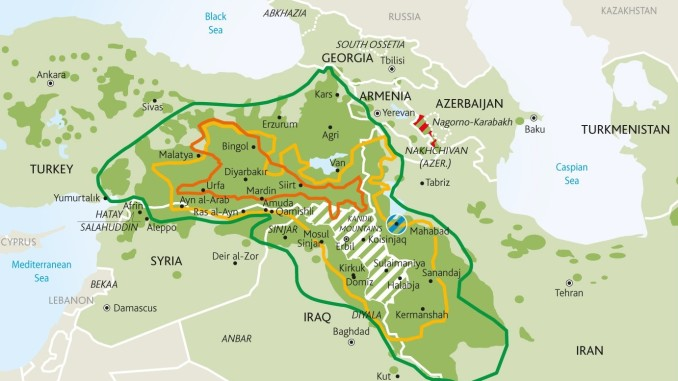 KAZAKHSTAN
ABKHAZIA
RUSSIA
Black
Sea
SOUTH OSSETIA
GEORGIA
Tbilisi
Ankara
Sivas
Kars
ARMENIA
Yerevan
AZERBAIJAN
Nagorno-Karabakh
Baku
TURKMENISTAN
Erzurum
Agri
NAKHCHIVAN
(AZER.)
Malatya
Bingol
Van
Caspian
Sea
TURKEY
Diyarbakir
Tabriz
Urfa
Mardin
Siirt
Yumurtalık
Afrin
Ayn al-Arab
Amuda
Ras al-Ayn
Qamishli
HATAY
SALAHUDDIN
Aleppo
KANDIL
MOUNTAINS
Mahabad
CYPRUS
SINJAR
Mosul
Sinjar
Erbil
Koisinjaq
Mediterranean
Sea
SYRIA
Deir al-Zor
Kirkuk
Domiz
Sulaimaniya
Halabja
Sanandaj
BEKAA
LEBANON
Damascus
Tehran
Kermanshah
IRAQ
DIYALA
ANBAR
Baghdad
IRAN
Kut